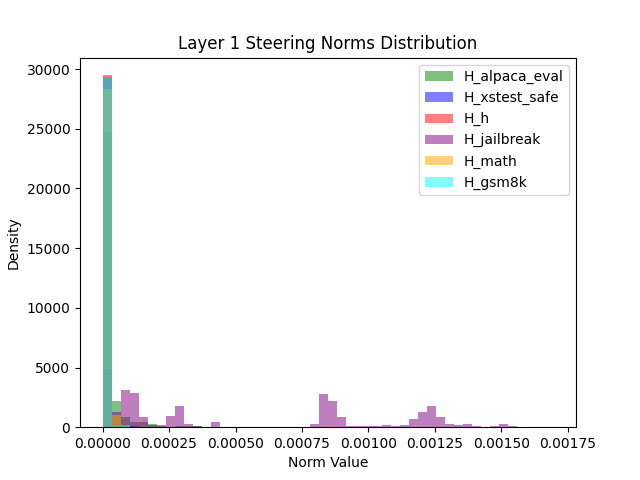 Layer 1 Steering Norms Distribution
30000
25000
20000
15000
10000
5000
0
Density
H_alpaca_eval
H_xstest_safe
H_h
H_jailbreak
H_math
H_gsm8k
0.00000 0.00025 0.00050 0.00075 0.00100 0.00125 0.00150 0.00175
Norm Value